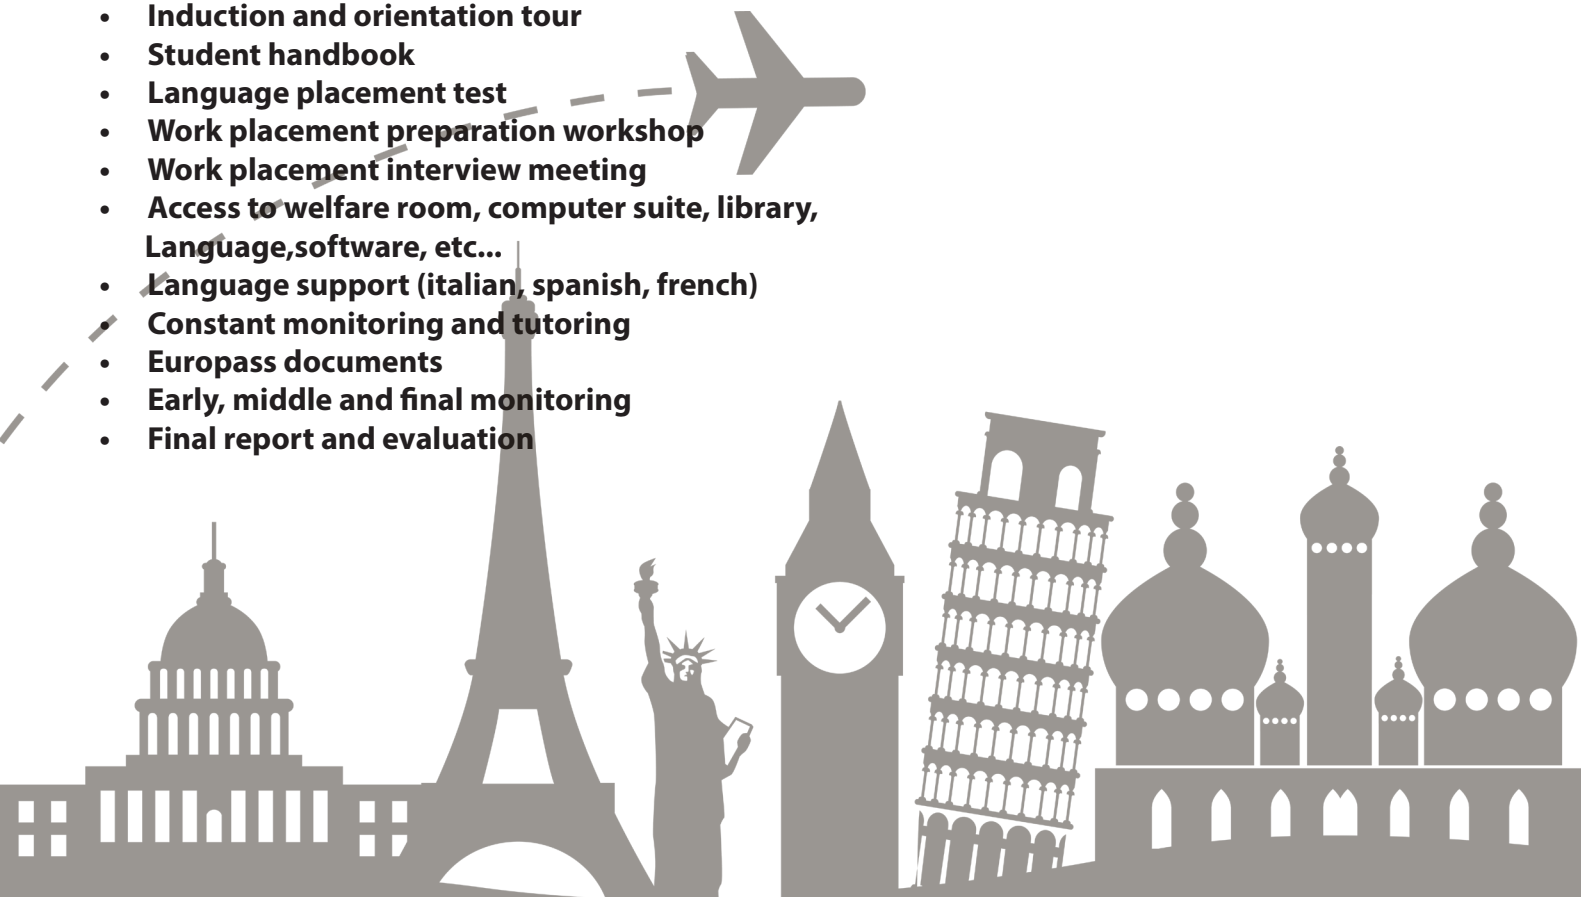 • Induction and orientation tour
• Student handbook
• Language placement test
• Work placement preparation workshop
• Work placement interview meeting
• Access to welfare room, computer suite, library,
Language,software, etc...
• Language support (italian, spanish, french)
• Constant monitoring and tutoring
• Europass documents
• Early, middle and final monitoring
• Final report and evaluation